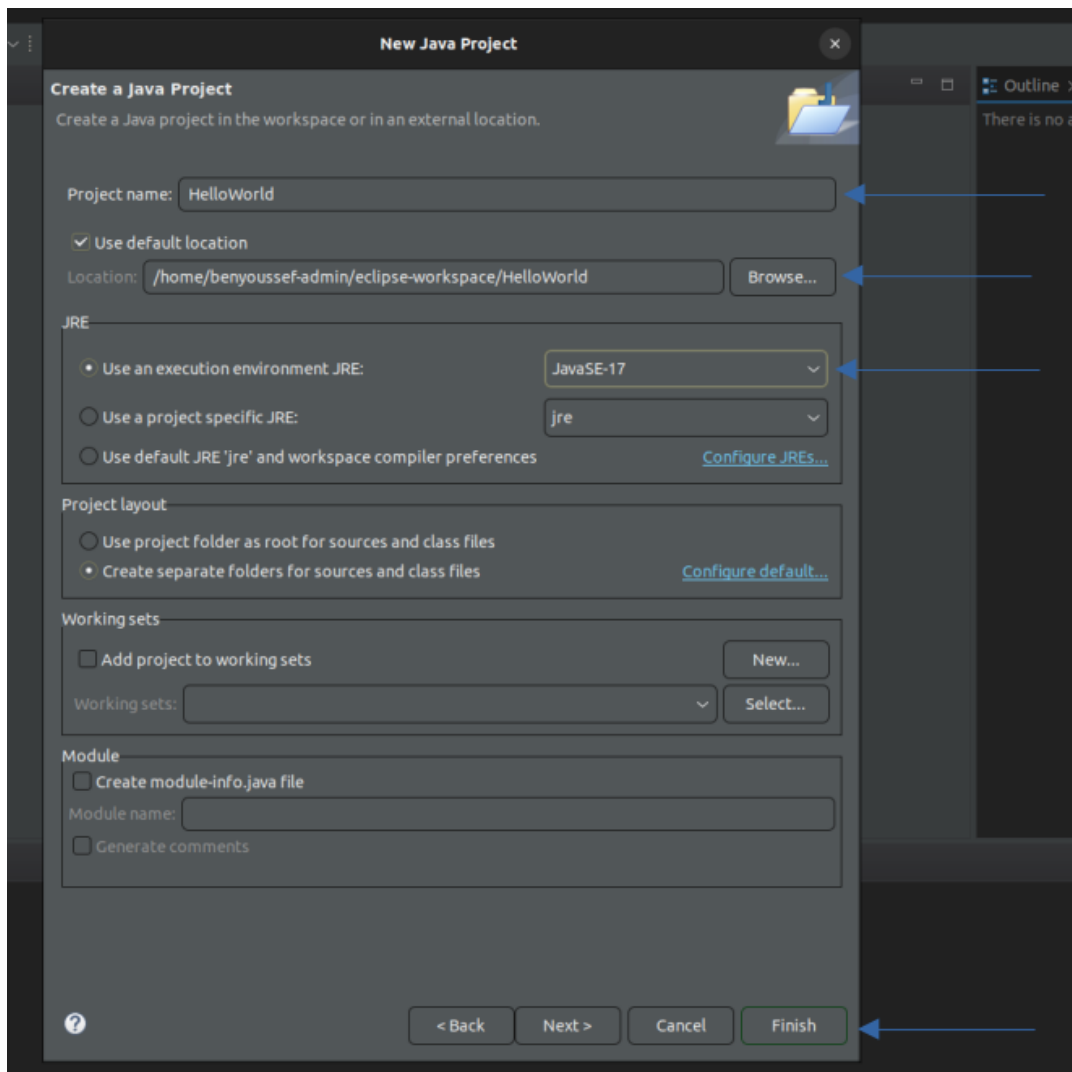 New Java Project
Create a Java Project
Create a Java project in the workspace or in an external location.
Outline
There is no
Project name: HelloWorld
Use default location
Location: /home/benyoussef-admin/eclipse-workspace/HelloWorld Browse...
JRE
Use an execution environment JRE: JavaSE-17
Use a project specific JRE: jre
Use default JRE 'jre' and workspace compiler preferences Configure JREs...
Project layout
Use project folder as root for sources and class files
Create separate folders for sources and class files Configure default...
Working sets
Add project to working sets New...
Working sets: Select...
Module
Create module-info.java file
Module name:
Generate comments
< Back Next > Cancel Finish